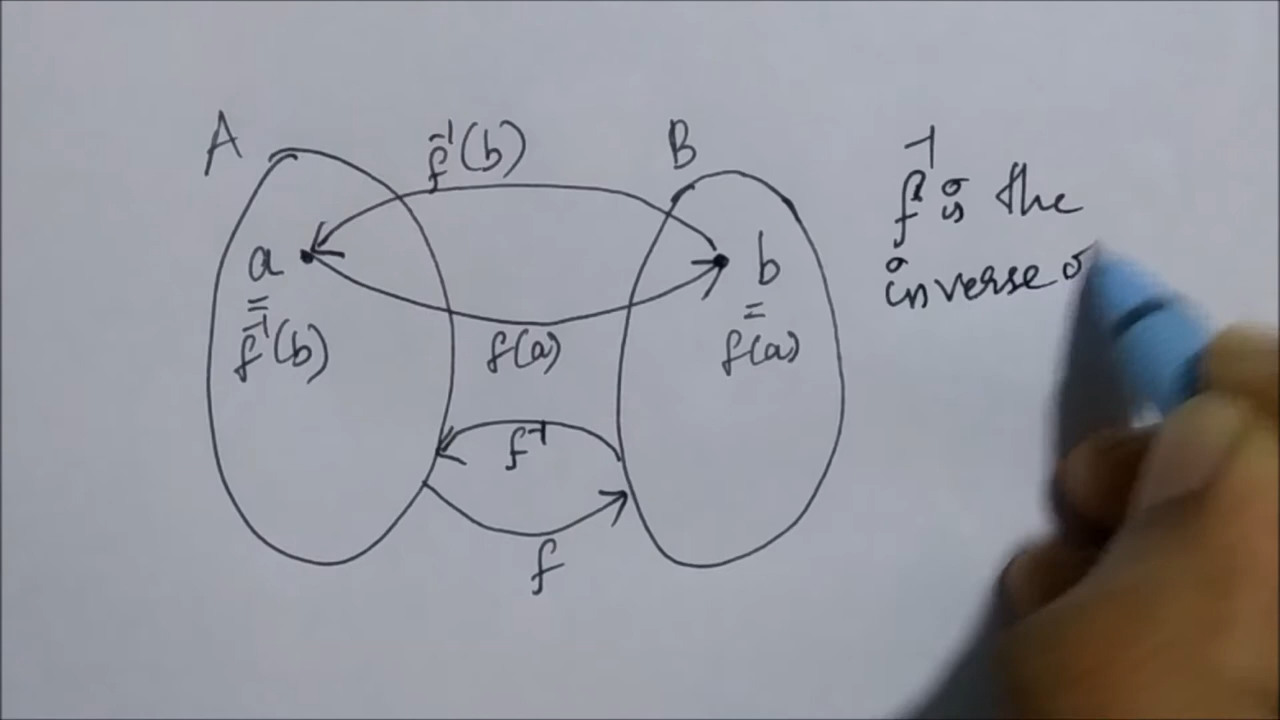 A
B
f⁻¹(b)
a
=
f⁻¹(b)
b
=
f(a)
f(a)
f⁻¹
f
f⁻¹ is the
inverse